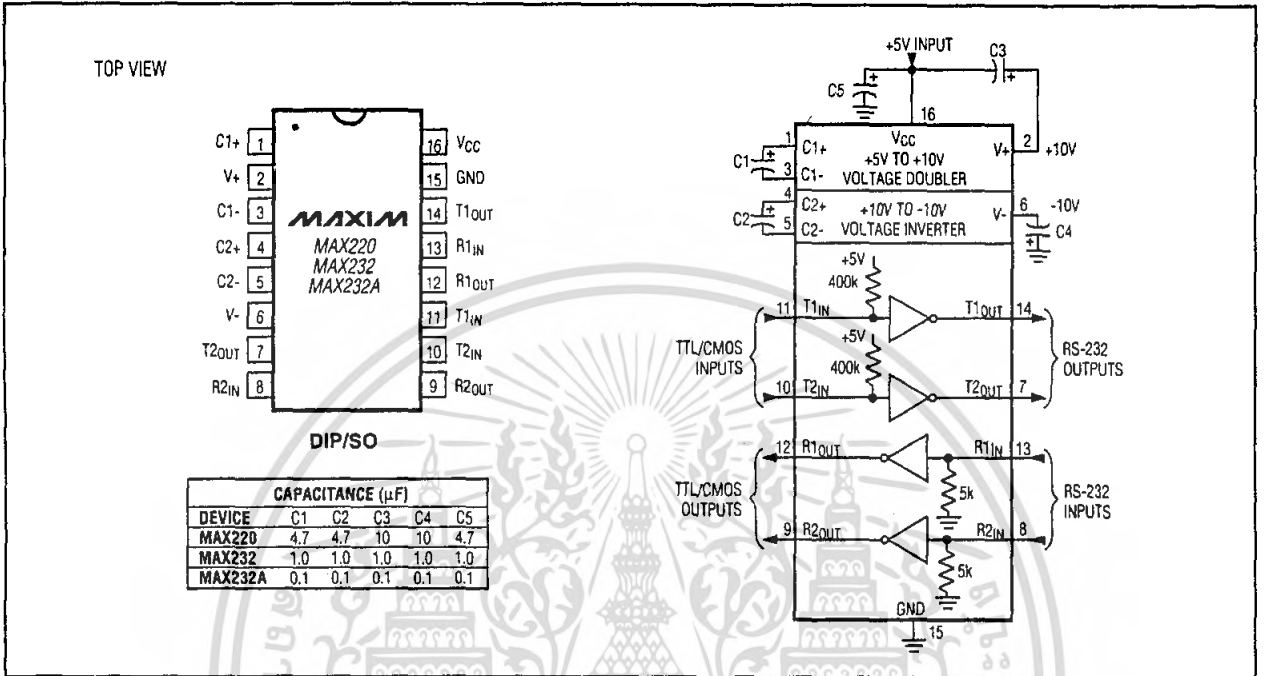 TOP VIEW
C1+ 1
V+ 2
C1- 3
C2+ 4
C2- 5
V- 6
T2OUT 7
R2IN 8
MAXIM
MAX220
MAX232
MAX232A
16 VCC
15 GND
14 T1OUT
13 R1IN
12 R1OUT
11 T1IN
10 T2IN
9 R2OUT
DIP/SO
CAPACITANCE (µF)
DEVICE C1 C2 C3 C4 C5
MAX220 4.7 4.7 10 10 4.7
MAX232 1.0 1.0 1.0 1.0 1.0
MAX232A 0.1 0.1 0.1 0.1 0.1
+5V INPUT C3
C5 + +
16
1 C1+ VCC V+ 2 +10V
C1 + +5V TO +10V
3 C1- VOLTAGE DOUBLER
4 C2+ +10V TO -10V V- 6 -10V
C2 + VOLTAGE INVERTER
5 C2- + C4
+5V
400k
11 T1IN T1OUT 14
+5V
TTL/CMOS INPUTS
400k
RS-232 OUTPUTS
10 T2IN T2OUT 7
12 R1OUT R1IN 13
TTL/CMOS OUTPUTS
5k
RS-232 INPUTS
9 R2OUT R2IN 8
5k
GND
15